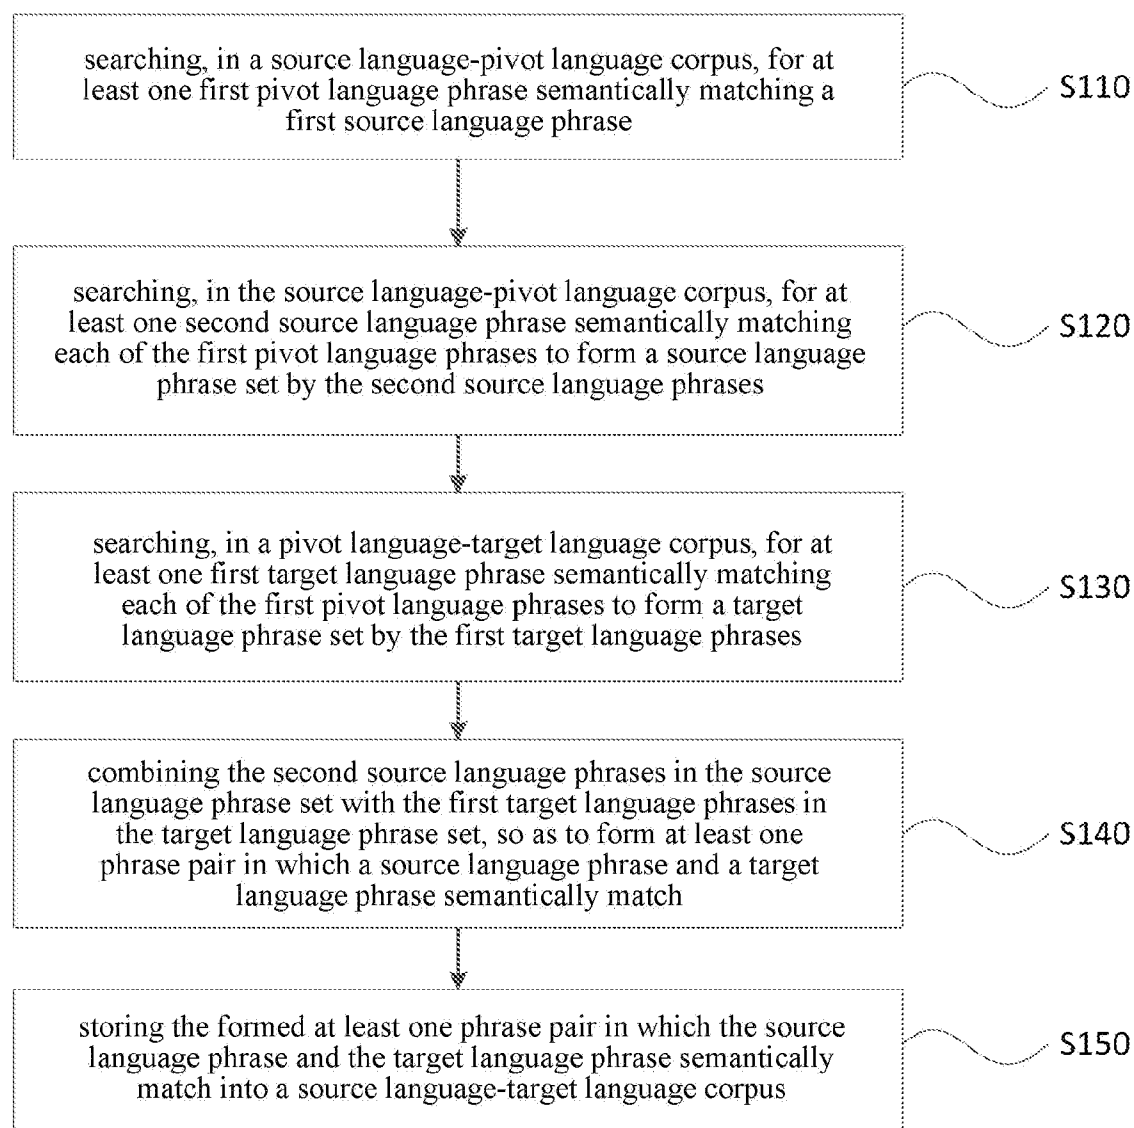 searching, in a source language-pivot language corpus, for at
least one first pivot language phrase semantically matching a
first source language phrase
S110
searching, in the source language-pivot language corpus, for at
least one second source language phrase semantically matching
each of the first pivot language phrases to form a source language
phrase set by the second source language phrases
S120
searching, in a pivot language-target language corpus, for at
least one first target language phrase semantically matching
each of the first pivot language phrases to form a target
language phrase set by the first target language phrases
S130
combining the second source language phrases in the source
language phrase set with the first target language phrases in
the target language phrase set, so as to form at least one
phrase pair in which a source language phrase and a target
language phrase semantically match
S140
storing the formed at least one phrase pair in which the source
language phrase and the target language phrase semantically
match into a source language-target language corpus
S150